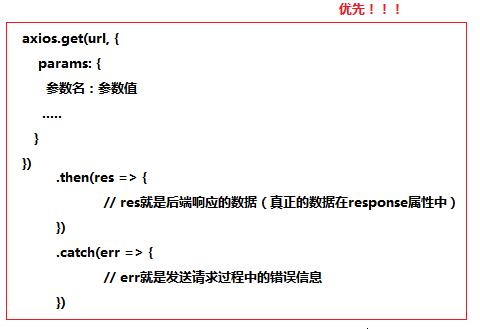 优先！！！
axios.get(url, {
params: {
参数名：参数值
.....
}
})
.then(res => {
// res就是后端响应的数据（真正的数据在response属性中）
})
.catch(err => {
// err就是发送请求过程中的错误信息
})